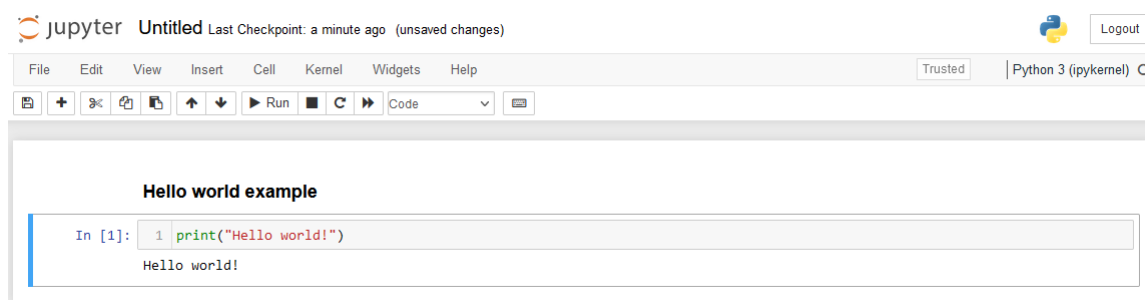 jupyter Untitled Last Checkpoint: a minute ago (unsaved changes) Logout
File Edit View Insert Cell Kernel Widgets Help Trusted Python 3 (ipykernel)
Run Code
Hello world example
In [1]: 1 print("Hello world!")
Hello world!